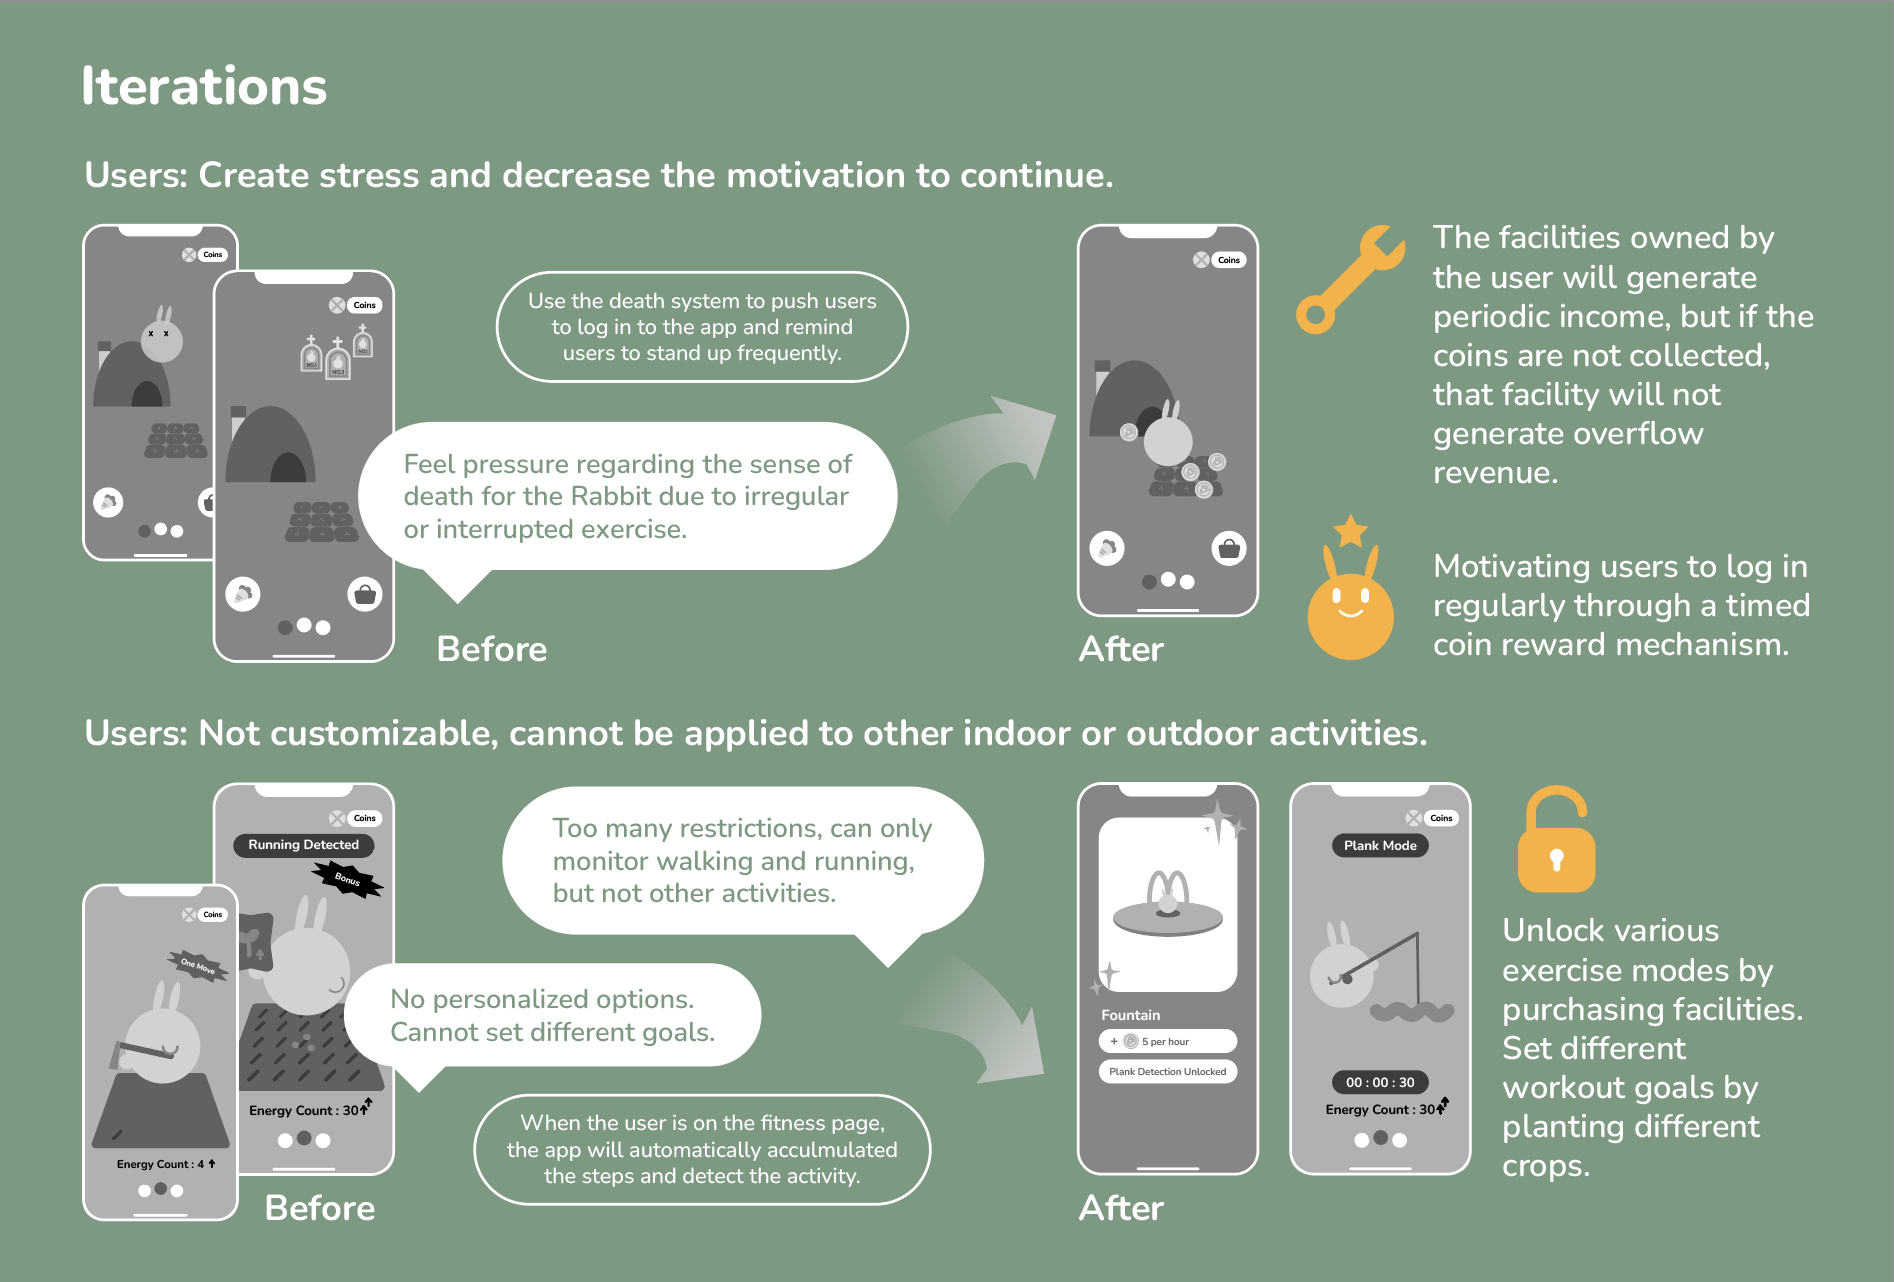 Iterations
Users: Create stress and decrease the motivation to continue.
Coins
Coins
NO.1
NO.1
Use the death system to push users
to log in to the app and remind
users to stand up frequently.
Feel pressure regarding the sense of
death for the Rabbit due to irregular
or interrupted exercise.
Before
Coins
After
The facilities owned by
the user will generate
periodic income, but if the
coins are not collected,
that facility will not
generate overflow
revenue.
Motivating users to log in
regularly through a timed
coin reward mechanism.
Users: Not customizable, cannot be applied to other indoor or outdoor activities.
Coins
One Move
Energy Count : 4
Coins
Running Detected
Bonus
Energy Count : 30
Before
Too many restrictions, can only
monitor walking and running,
but not other activities.
No personalized options.
Cannot set different goals.
When the user is on the fitness page,
the app will automatically acculmulated
the steps and detect the activity.
Fountain
+ 5 per hour
Plank Detection Unlocked
After
Coins
Plank Mode
00 : 00 : 30
Energy Count : 30
Unlock various
exercise modes by
purchasing facilities.
Set different
workout goals by
planting different
crops.